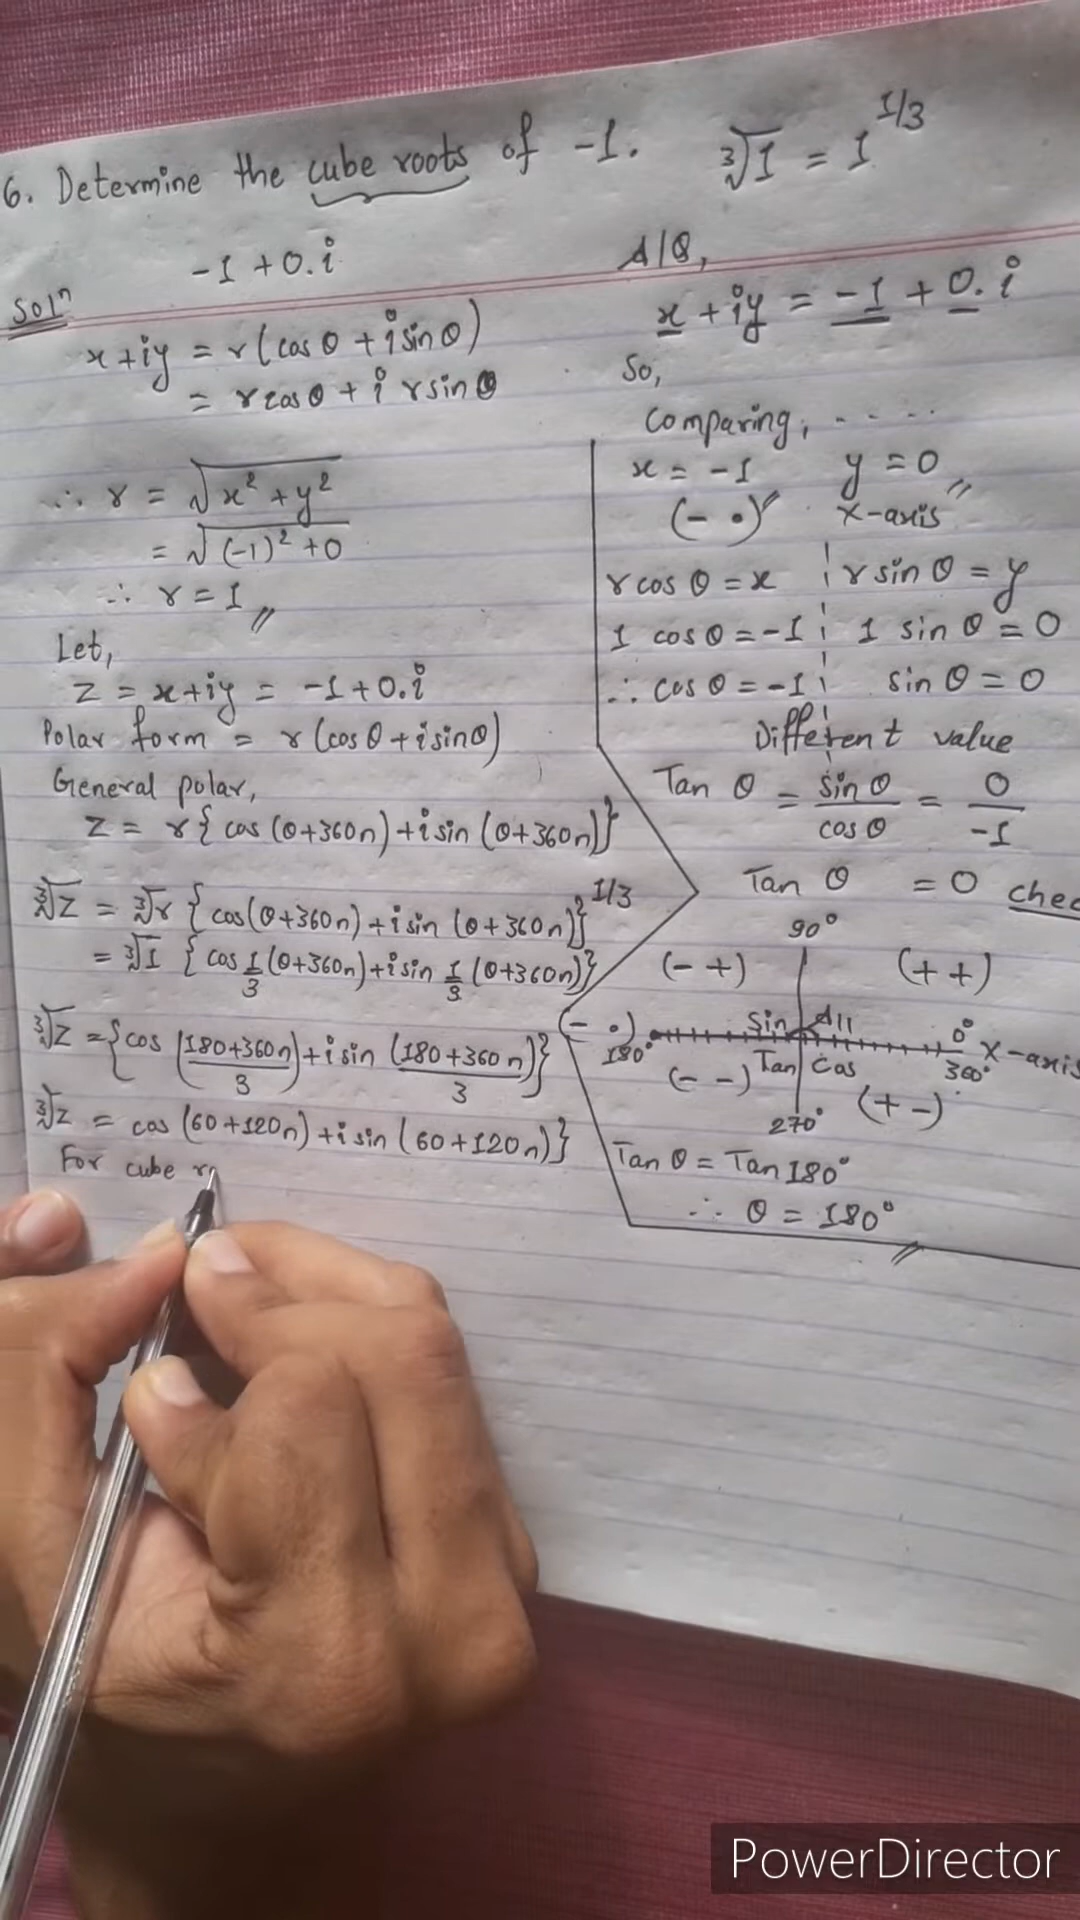 6. Determine the cube roots of -1. ∛1 = 1^1/3
Solⁿ -1 + 0.i
x+iy = r(cos θ + i sin θ)
= r cos θ + i r sin θ
∴ r = √x² + y²
= √(-1)² + 0
∴ r = 1
Let,
z = x+iy = -1+0.i
Polar form = r (cos θ + i sin θ)
General polar,
z = r{ cos (θ+360n) + i sin (θ+360n)}
∛z = ∛r {cos(θ+360n) + i sin (θ+360n)}^1/3
= ∛1 {cos 1/3 (θ+360n) + i sin 1/3 (θ+360n)}
∛z = {cos (180+360n/3) + i sin (180+360n/3)}
∛z = cos (60+120n) + i sin (60+120n)}
For cube r
A/Q,
x + iy = -1 + 0.i
So,
Comparing, .....
x = -1 y = 0
(- •) X-axis
r cos θ = x r sin θ = y
1 cos θ = -1 1 sin θ = 0
∴ cos θ = -1 sin θ = 0
Different value
Tan θ = sin θ/cos θ = 0/-1
Tan θ = 0 chec
90°
(- +) (+ +)
(- •) Sin All 0° X-axis
180° Tan Cos 360°
(- -) (+ -)
270°
Tan θ = Tan 180°
∴ θ = 180°
PowerDirector